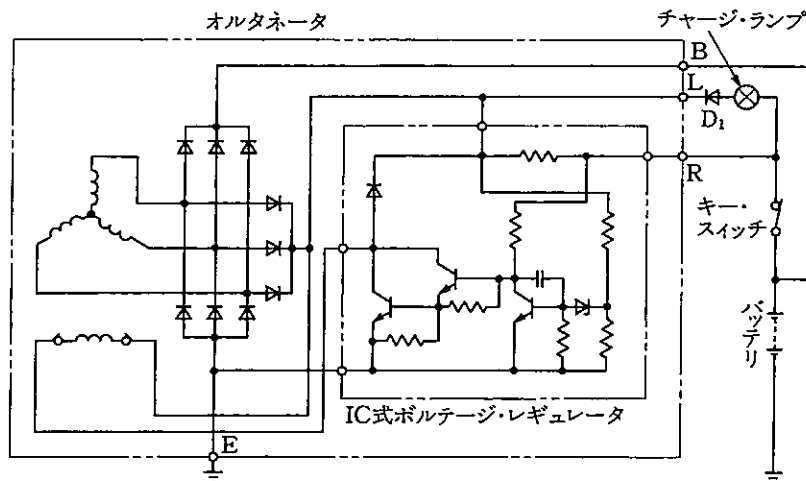 オルタネータ
チャージ・ランプ
B
L
D₁
R
キー・
スイッチ
バッテリ
IC式ボルテージ・レギュレータ
E